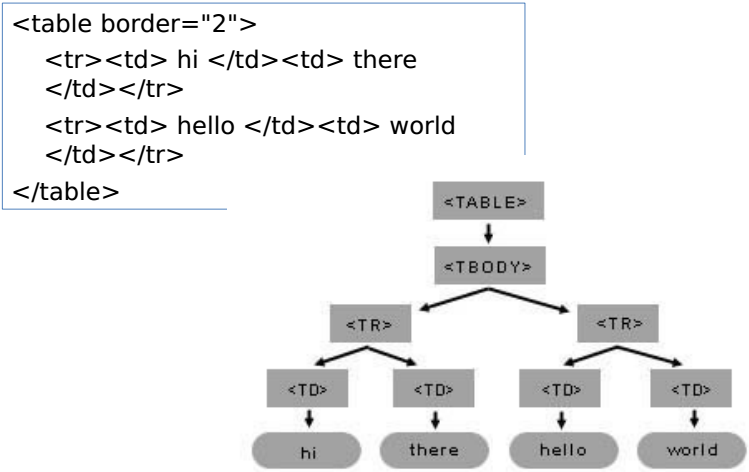 <table border="2">
<tr><td> hi </td><td> there
</td></tr>
<tr><td> hello </td><td> world
</td></tr>
</table>
<TABLE>
<TBODY>
<TR> <TR>
<TD> <TD> <TD> <TD>
hi there hello world